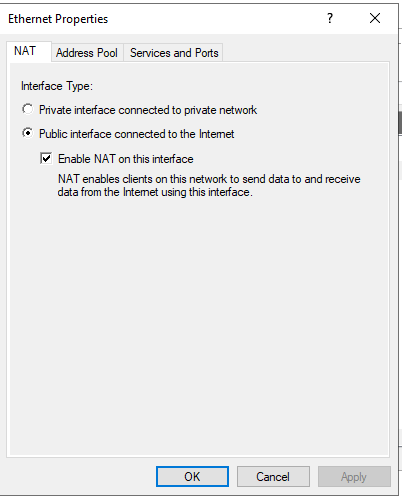 Ethernet Properties
?
NAT
Address Pool
Services and Ports
Interface Type:
Private interface connected to private network
Public interface connected to the Internet
Enable NAT on this interface
NAT enables clients on this network to send data to and receive
data from the Internet using this interface.
OK
Cancel
Apply